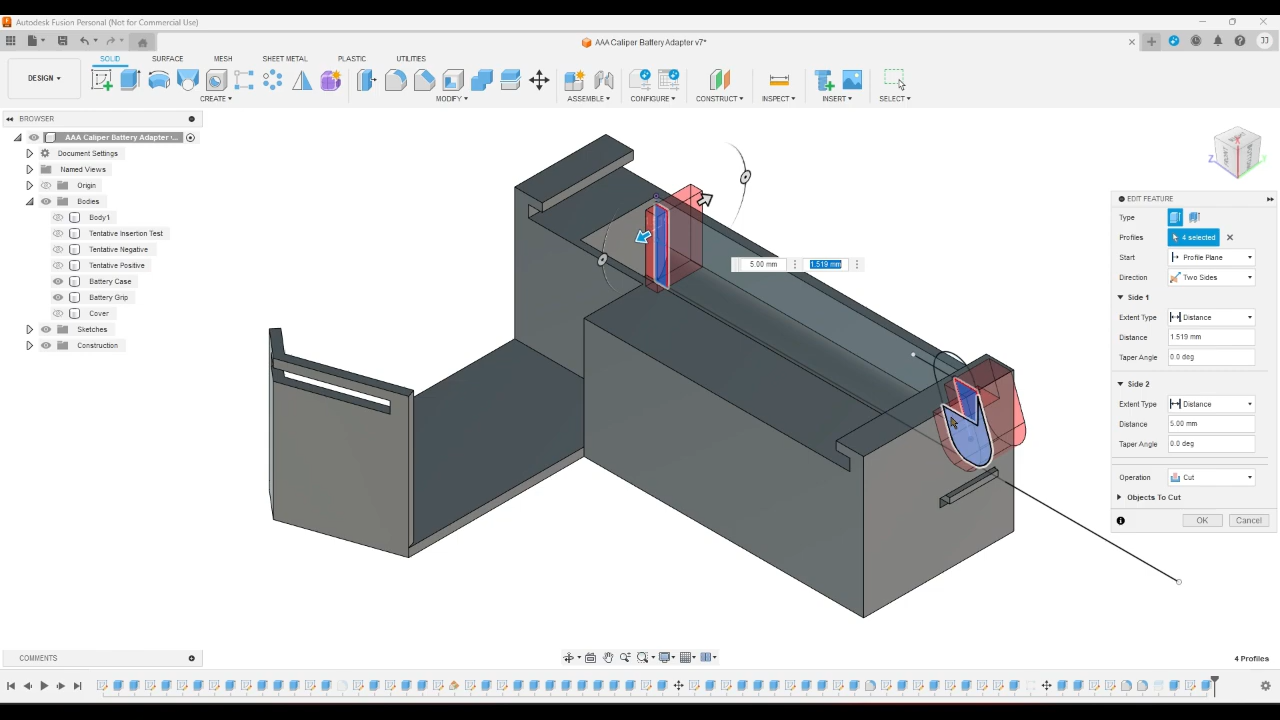 Autodesk Fusion Personal (Not for Commercial Use)
AAA Caliper Battery Adapter v7*
JJ
SOLID SURFACE MESH SHEET METAL PLASTIC UTILITIES
DESIGN
CREATE MODIFY ASSEMBLE CONFIGURE CONSTRUCT INSPECT INSERT SELECT
BROWSER
AAA Caliper Battery Adapter ...
Document Settings
Named Views
Origin
Bodies
Body1
Tentative Insertion Test
Tentative Negative
Tentative Positive
Battery Case
Battery Grip
Cover
Sketches
Construction
5.00 mm 1.519 mm
Z
EDIT FEATURE
Type
Profiles 4 selected
Start Profile Plane
Direction Two Sides
Side 1
Extent Type Distance
Distance 1.519 mm
Taper Angle 0.0 deg
Side 2
Extent Type Distance
Distance 5.00 mm
Taper Angle 0.0 deg
Operation Cut
Objects To Cut
OK Cancel
COMMENTS
4 Profiles